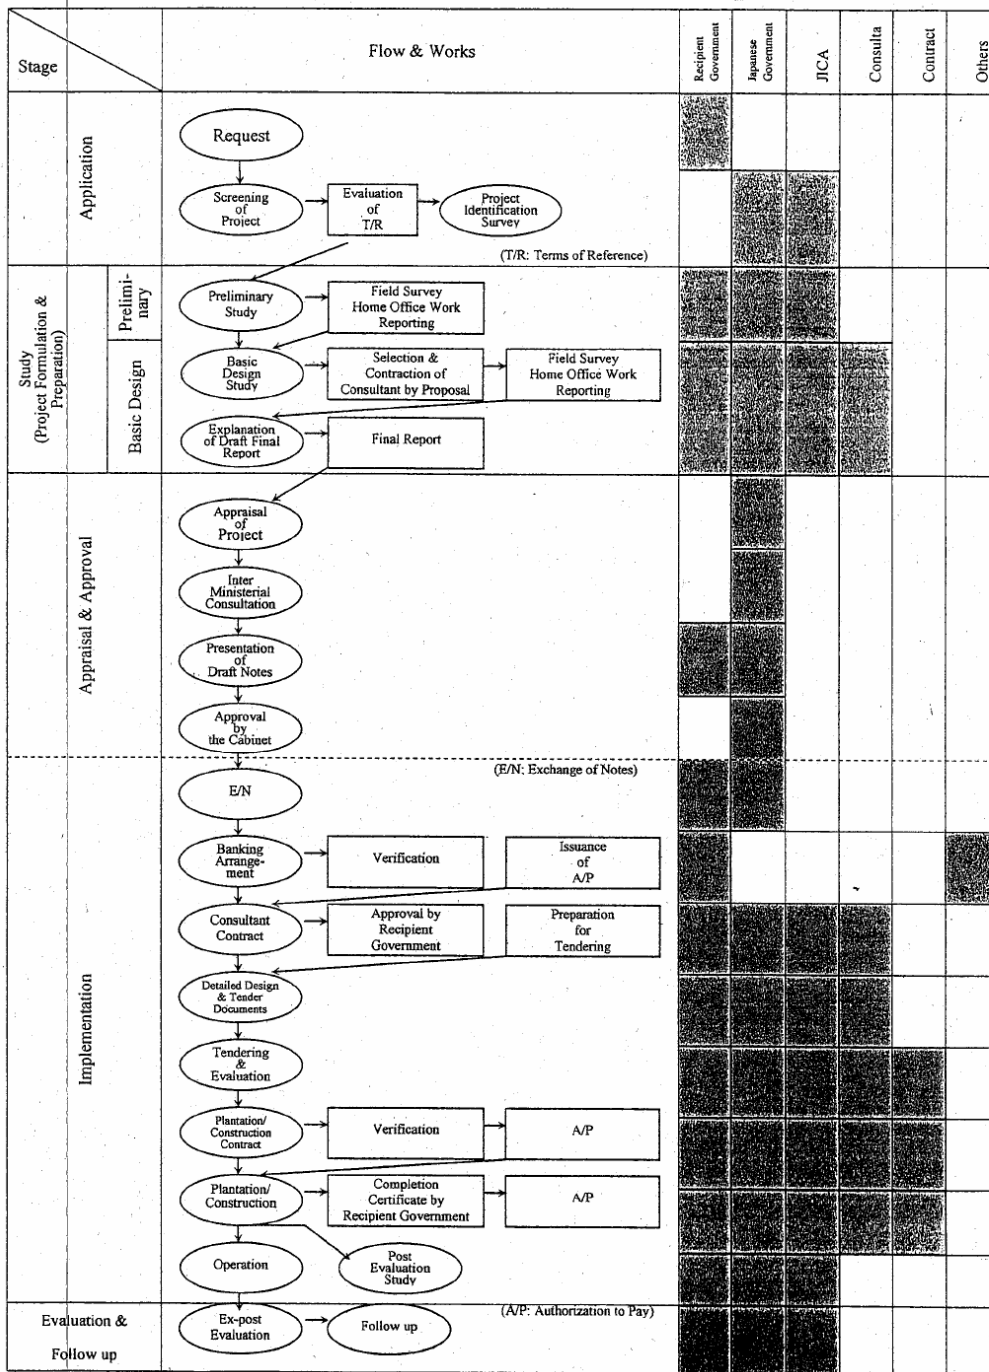 Stage
Flow & Works
Recipient
Government
Japanese
Government
JICA
Consulta
Contract
Others
Application
Request
Screening
of
Project
Evaluation
of
T/R
Project
Identification
Survey
(T/R: Terms of Reference)
Study
(Project Formulation &
Preparation)
Prelimi-
nary
Preliminary
Study
Field Survey
Home Office Work
Reporting
Basic Design
Basic
Design
Study
Selection &
Contraction of
Consultant by Proposal
Field Survey
Home Office Work
Reporting
Explanation
of Draft Final
Report
Final Report
Appraisal & Approval
Appraisal
of
Project
Inter
Ministerial
Consultation
Presentation
of
Draft Notes
Approval
by
the Cabinet
(E/N: Exchange of Notes)
Implementation
E/N
Banking
Arrange-
ment
Verification
Issuance
of
A/P
Consultant
Contract
Approval by
Recipient
Government
Preparation
for
Tendering
Detailed Design
& Tender
Documents
Tendering
&
Evaluation
Plantation/
Construction
Contract
Verification
A/P
Plantation/
Construction
Completion
Certificate by
Recipient Government
A/P
Operation
Post
Evaluation
Study
(A/P: Authorization to Pay)
Evaluation &
Follow up
Ex-post
Evaluation
Follow up